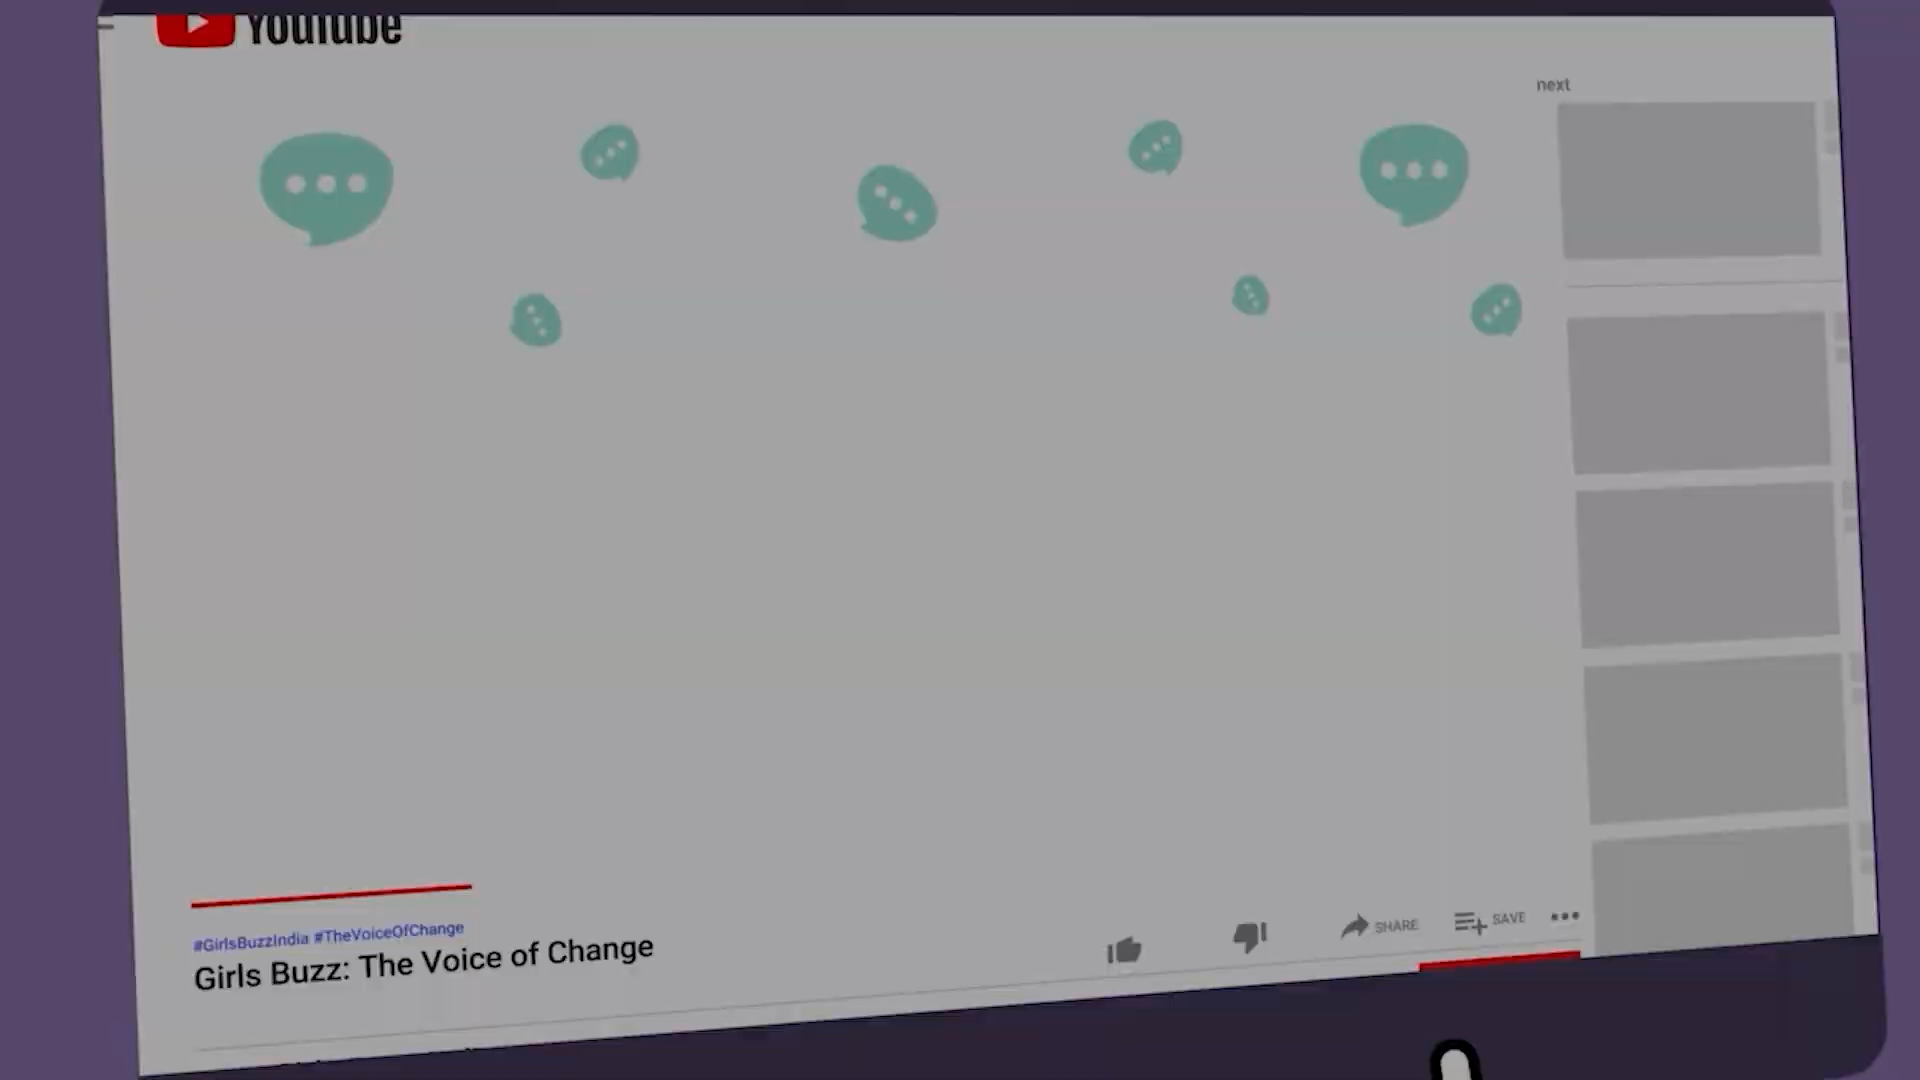 YouTube
next
#GirlsBuzzIndia #TheVoiceOfChange
Girls Buzz: The Voice of Change
SHARE
SAVE